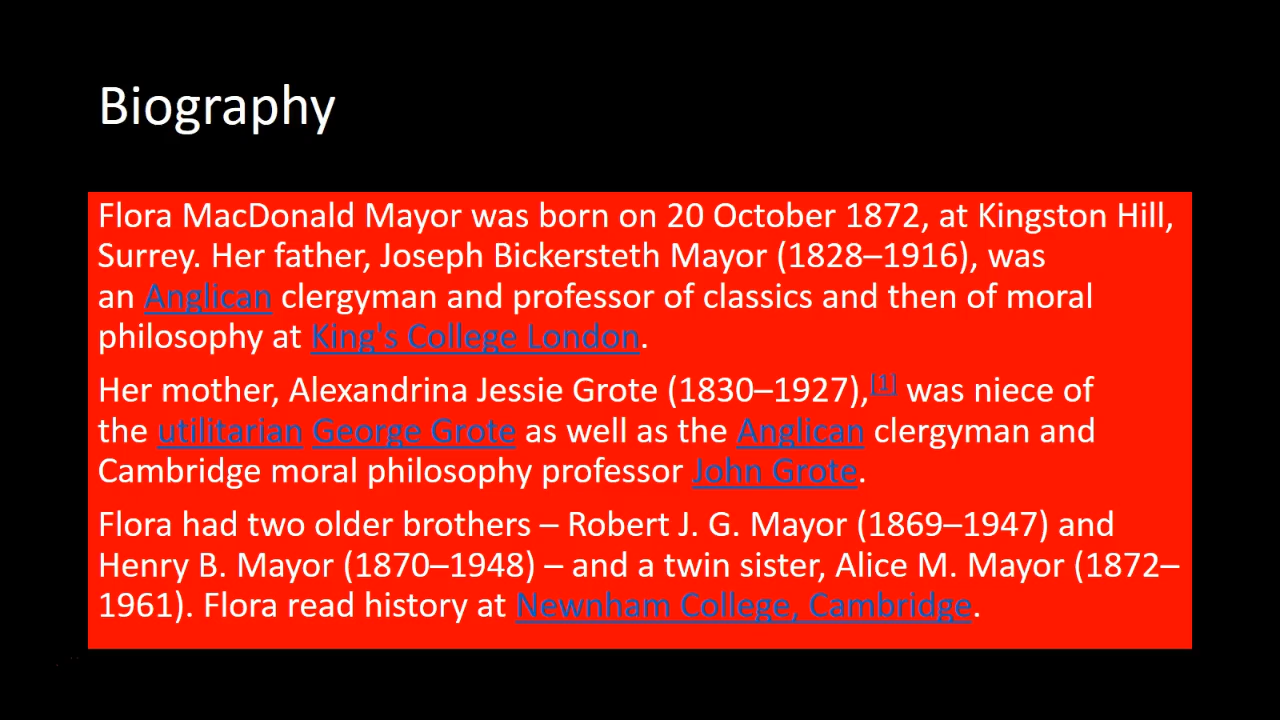 Biography
Flora MacDonald Mayor was born on 20 October 1872, at Kingston Hill,
Surrey. Her father, Joseph Bickersteth Mayor (1828–1916), was
an Anglican clergyman and professor of classics and then of moral
philosophy at King's College London.
Her mother, Alexandrina Jessie Grote (1830–1927),[1] was niece of
the utilitarian George Grote as well as the Anglican clergyman and
Cambridge moral philosophy professor John Grote.
Flora had two older brothers – Robert J. G. Mayor (1869–1947) and
Henry B. Mayor (1870–1948) – and a twin sister, Alice M. Mayor (1872–
1961). Flora read history at Newnham College, Cambridge.